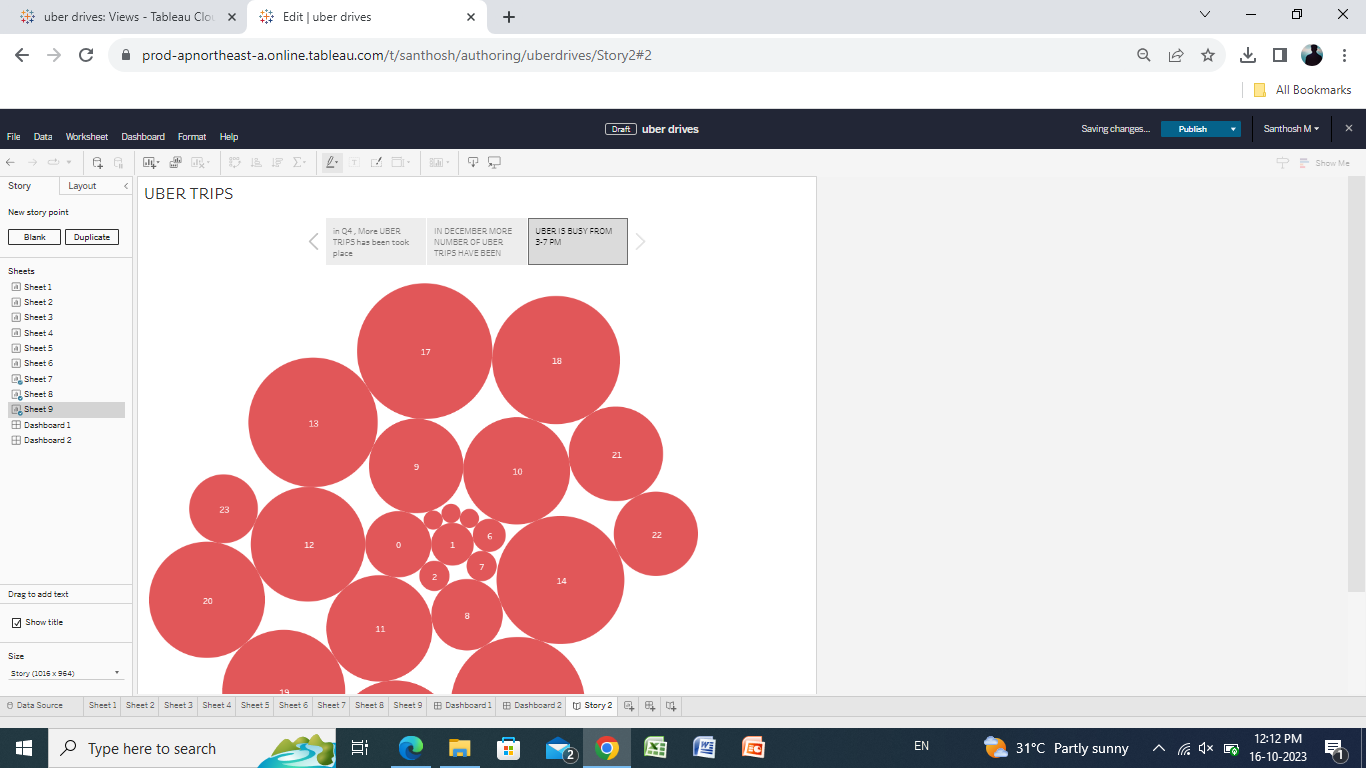 uber drives: Views - Tableau Clou
Edit | uber drives
prod-apnortheast-a.online.tableau.com/t/santhosh/authoring/uberdrives/Story2#2
All Bookmarks
Draft uber drives
File Data Worksheet Dashboard Format Help
Saving changes... Publish Santhosh M
Show Me
Story Layout
New story point
Blank Duplicate
Sheets
Sheet 1
Sheet 2
Sheet 3
Sheet 4
Sheet 5
Sheet 6
Sheet 7
Sheet 8
Sheet 9
Dashboard 1
Dashboard 2
Drag to add text
Show title
Size
Story (1016 x 964)
UBER TRIPS
in Q4 , More UBER
TRIPS has been took
place
IN DECEMBER MORE
NUMBER OF UBER
TRIPS HAVE BEEN
UBER IS BUSY FROM
3-7 PM
17
18
13
21
9
10
23
22
6
12
0
1
7
2
14
20
8
11
19
Data Source Sheet 1 Sheet 2 Sheet 3 Sheet 4 Sheet 5 Sheet 6 Sheet 7 Sheet 8 Sheet 9 Dashboard 1 Dashboard 2 Story 2
Type here to search
2
EN
31°C Partly sunny
12:12 PM
16-10-2023
1